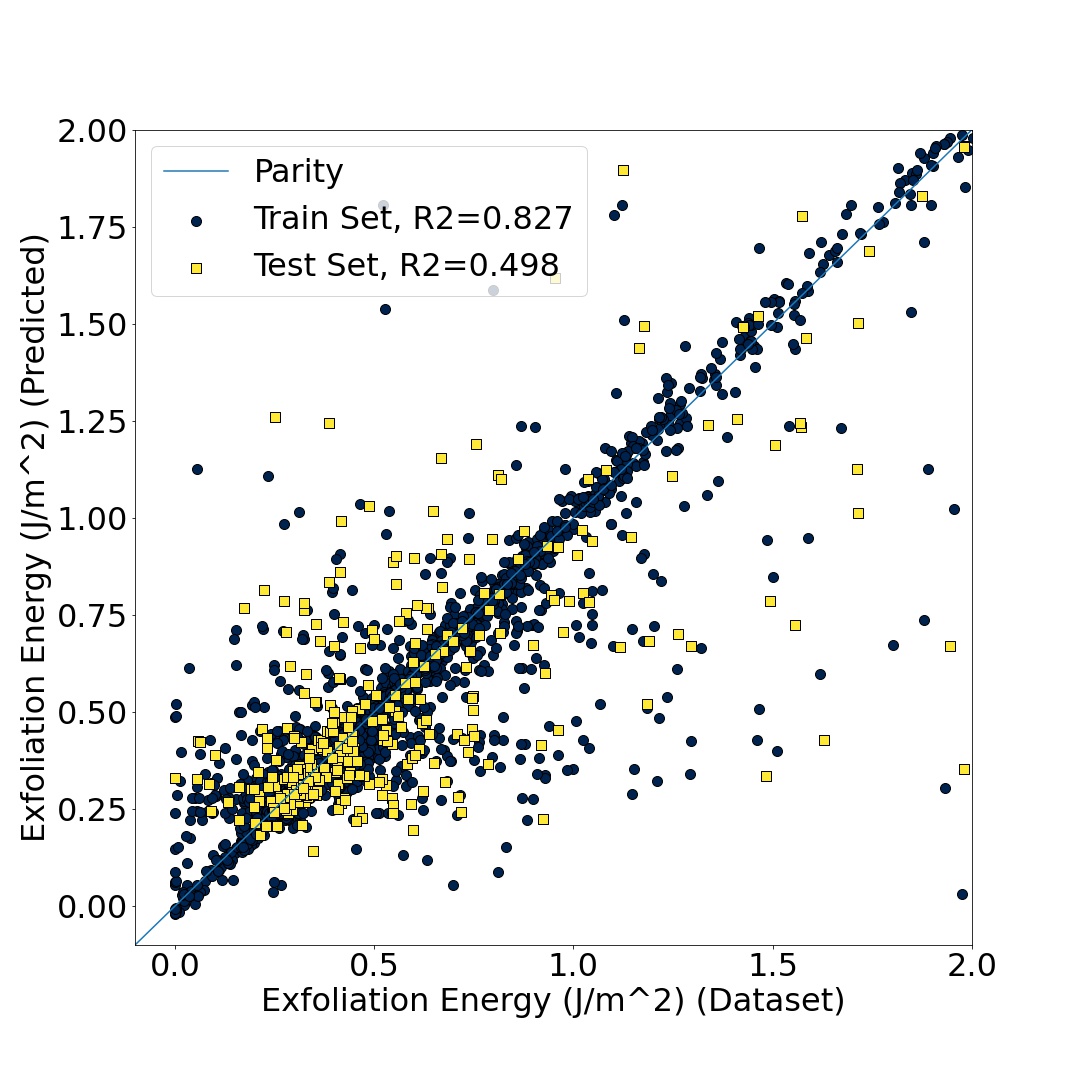 2.00
1.75
1.50
1.25
1.00
0.75
0.50
0.25
0.00
Exfoliation Energy (J/m^2) (Predicted)
Parity
Train Set, R2=0.827
Test Set, R2=0.498
0.0 0.5 1.0 1.5 2.0
Exfoliation Energy (J/m^2) (Dataset)